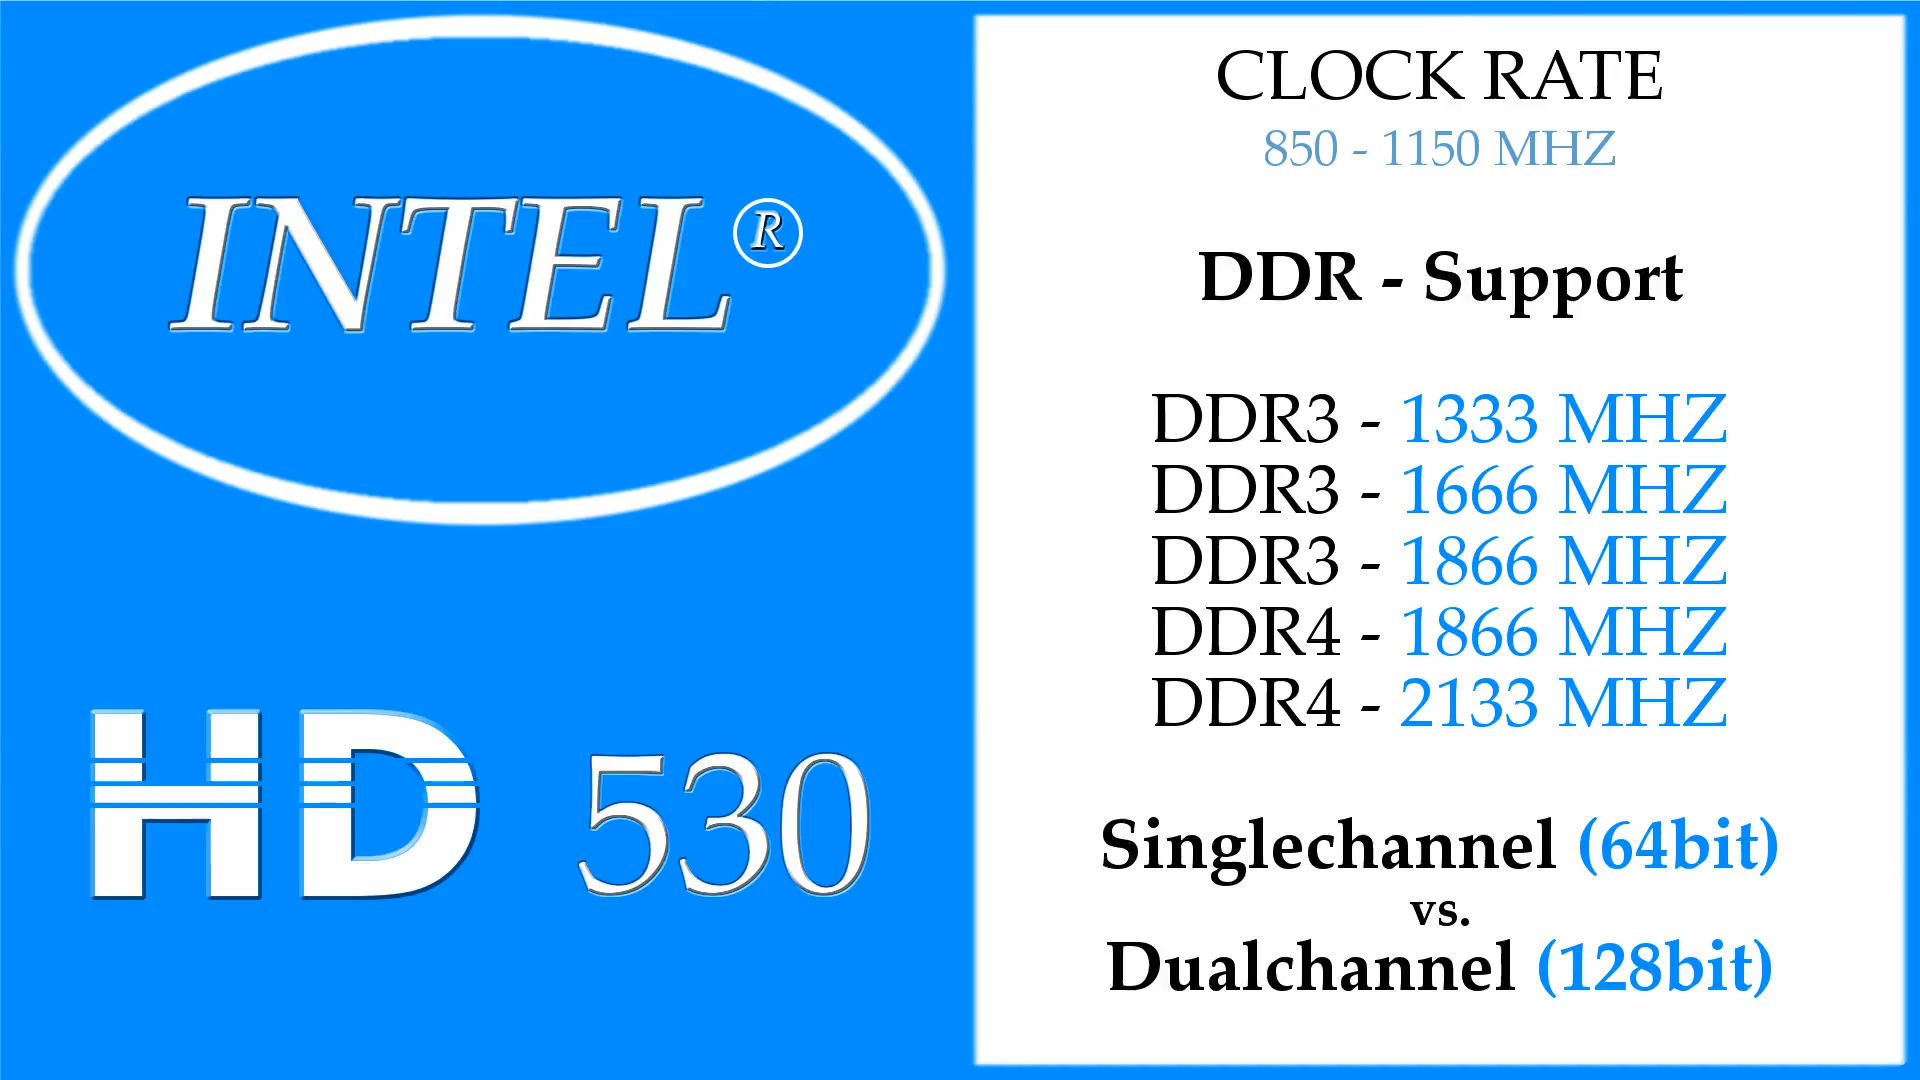 INTEL®
HD 530
CLOCK RATE
850 - 1150 MHZ
DDR - Support
DDR3 - 1333 MHZ
DDR3 - 1666 MHZ
DDR3 - 1866 MHZ
DDR4 - 1866 MHZ
DDR4 - 2133 MHZ
Singlechannel (64bit)
vs.
Dualchannel (128bit)